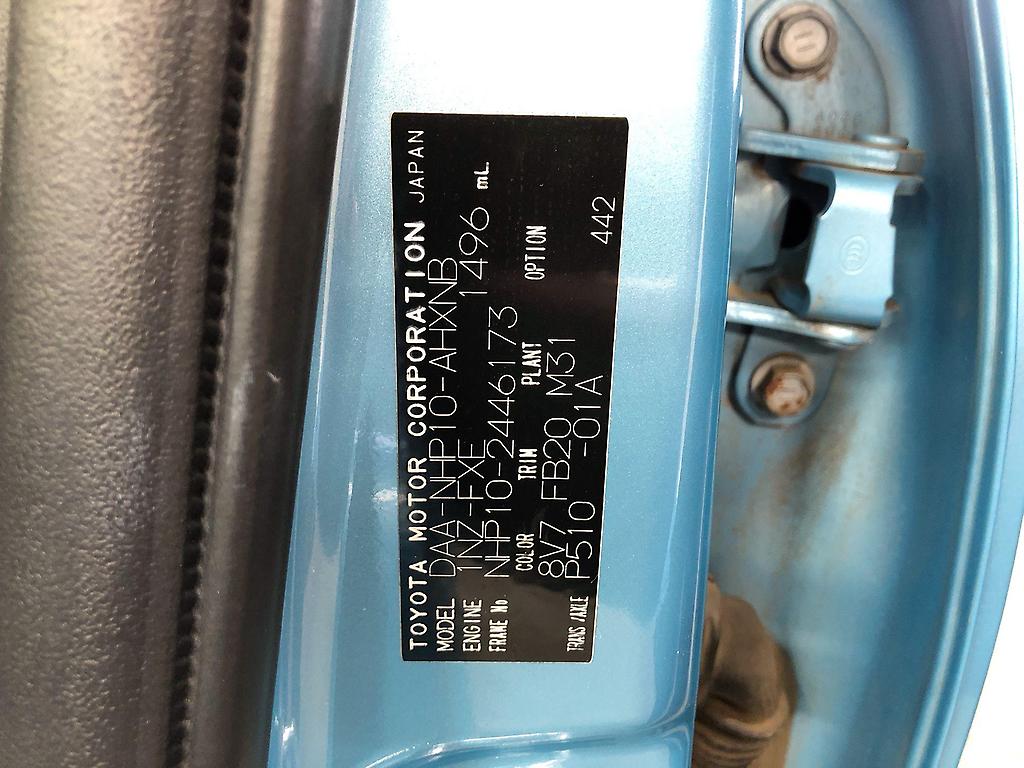 TOYOTA MOTOR CORPORATION JAPAN
MODEL DAA-NHP10-AHXNB
ENGINE 1NZ-FXE 1496 mL.
FRAME No. NHP10-2446173
COLOR TRIM PLANT OPTION
8V7 FB20 M31
TRANS/AXLE P510 -01A 442